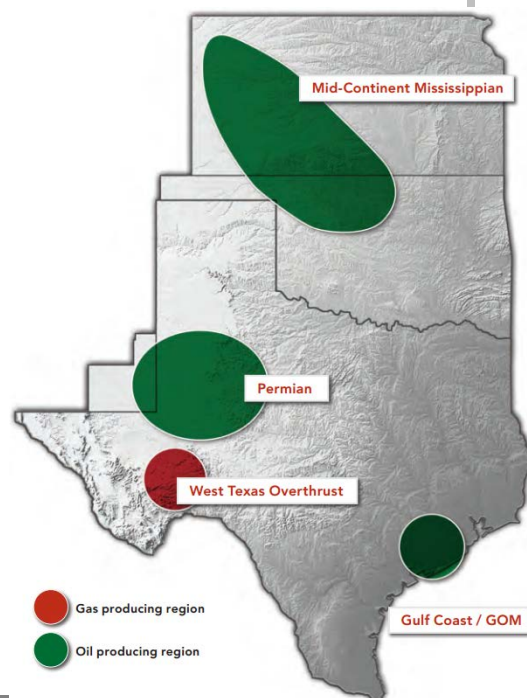 Mid-Continent Mississippian
Permian
West Texas Overthrust
Gas producing region
Gulf Coast / GOM
Oil producing region